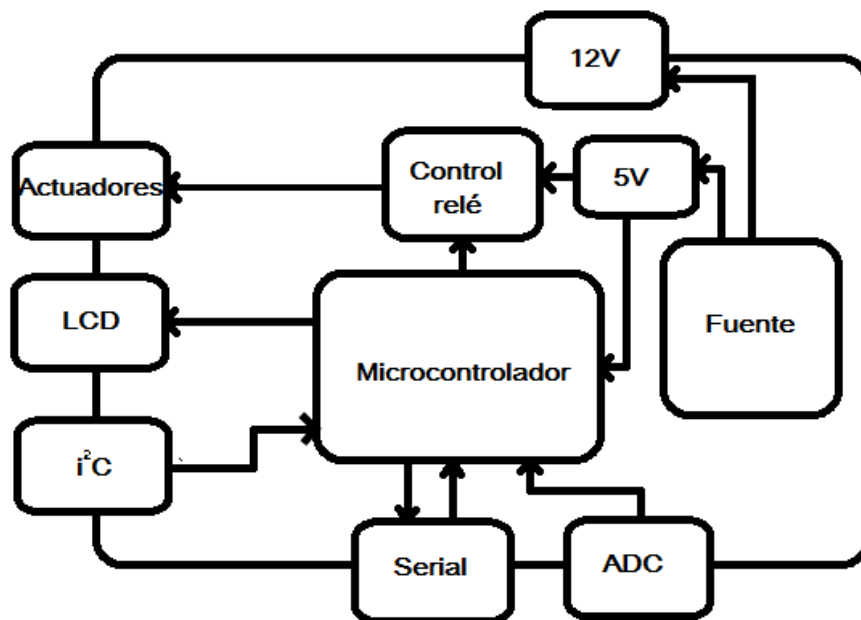 12V
Actuadores
Control
relé
5V
LCD
Fuente
Microcontrolador
i²C
Serial
ADC